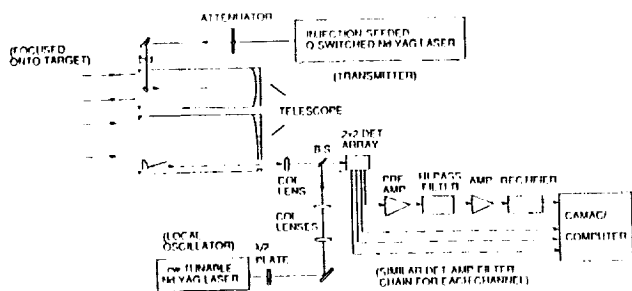 ATTENUATOR
(FOCUSED
ONTO TARGET)
INJECTION SEEDED
Q SWITCHED Nd YAG LASER
(TRANSMITTER)
TELESCOPE
B.S.
2x2 DET
ARRAY
COL
LENS
PRE
AMP
HI PASS
FILTER
AMP
RECTIFIER
CAMAC/
COMPUTER
COL
LENSES
(LOCAL
OSCILLATOR)
λ/2
PLATE
cw TUNABLE
Nd YAG LASER
(SIMILAR DET AMP FILTER
CHAIN FOR EACH CHANNEL)